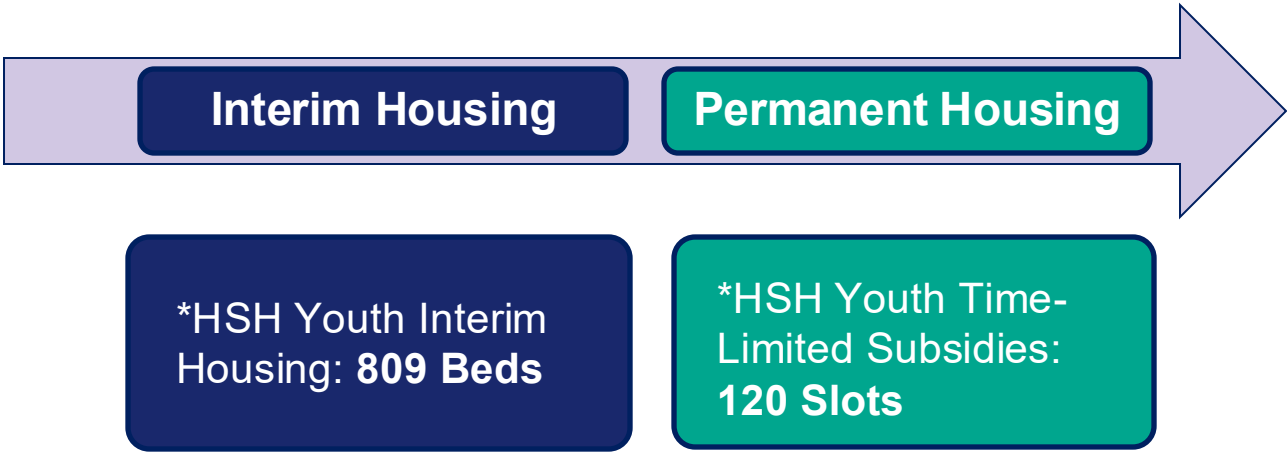 Interim Housing
Permanent Housing
*HSH Youth Interim
Housing: 809 Beds
*HSH Youth Time-
Limited Subsidies:
120 Slots